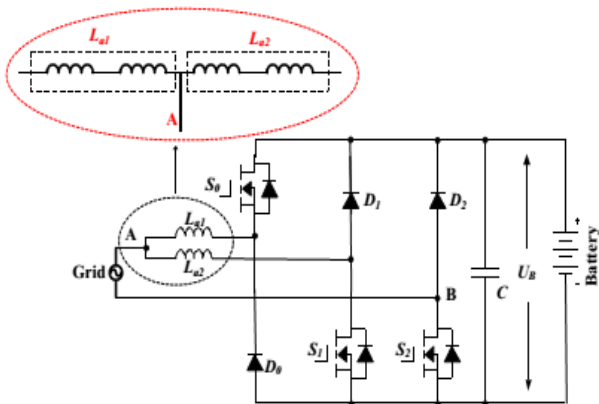 La1
La2
A
S0
D1
D2
A
La1
La2
Grid
B
C
UB
+
Battery
-
S1
S2
D0